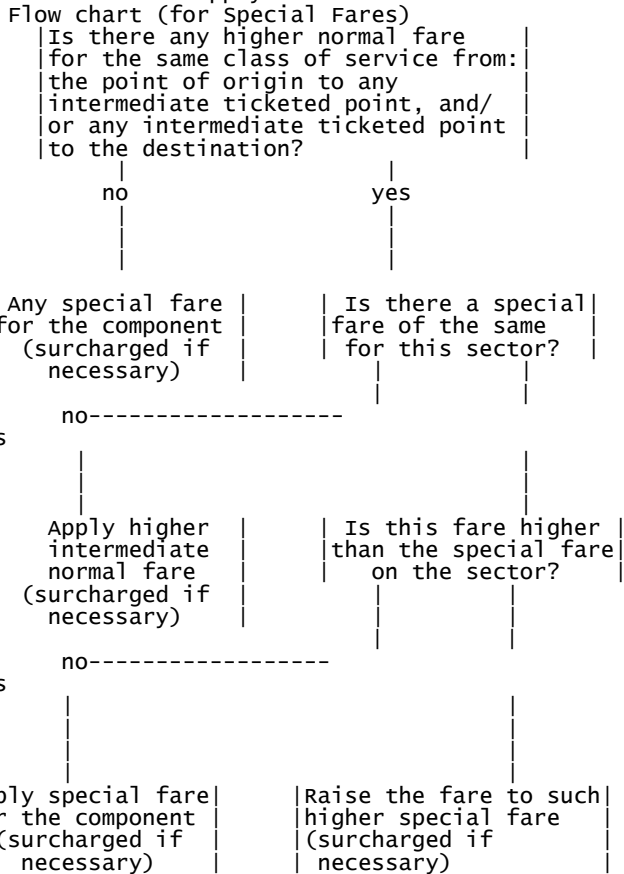 Flow chart (for Special Fares)
|Is there any higher normal fare |
|for the same class of service from:|
|the point of origin to any |
|intermediate ticketed point, and/ |
|or any intermediate ticketed point |
|to the destination? |
| |
no yes
| |
| |
| |
Any special fare | | Is there a special|
for the component | |fare of the same |
(surcharged if | | for this sector? |
necessary) | | |
| |
no-------------------
s
| |
| |
| |
Apply higher | | Is this fare higher |
intermediate | |than the special fare|
normal fare | | on the sector? |
(surcharged if | | |
necessary) | | |
| |
no------------------
s
| |
| |
| |
| |
ply special fare| |Raise the fare to such|
r the component | |higher special fare |
(surcharged if | |(surcharged if |
necessary) | | necessary) |